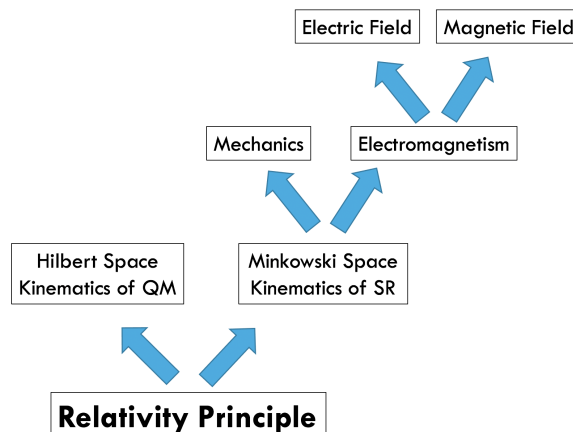 Electric Field
Magnetic Field
Mechanics
Electromagnetism
Hilbert Space
Kinematics of QM
Minkowski Space
Kinematics of SR
Relativity Principle